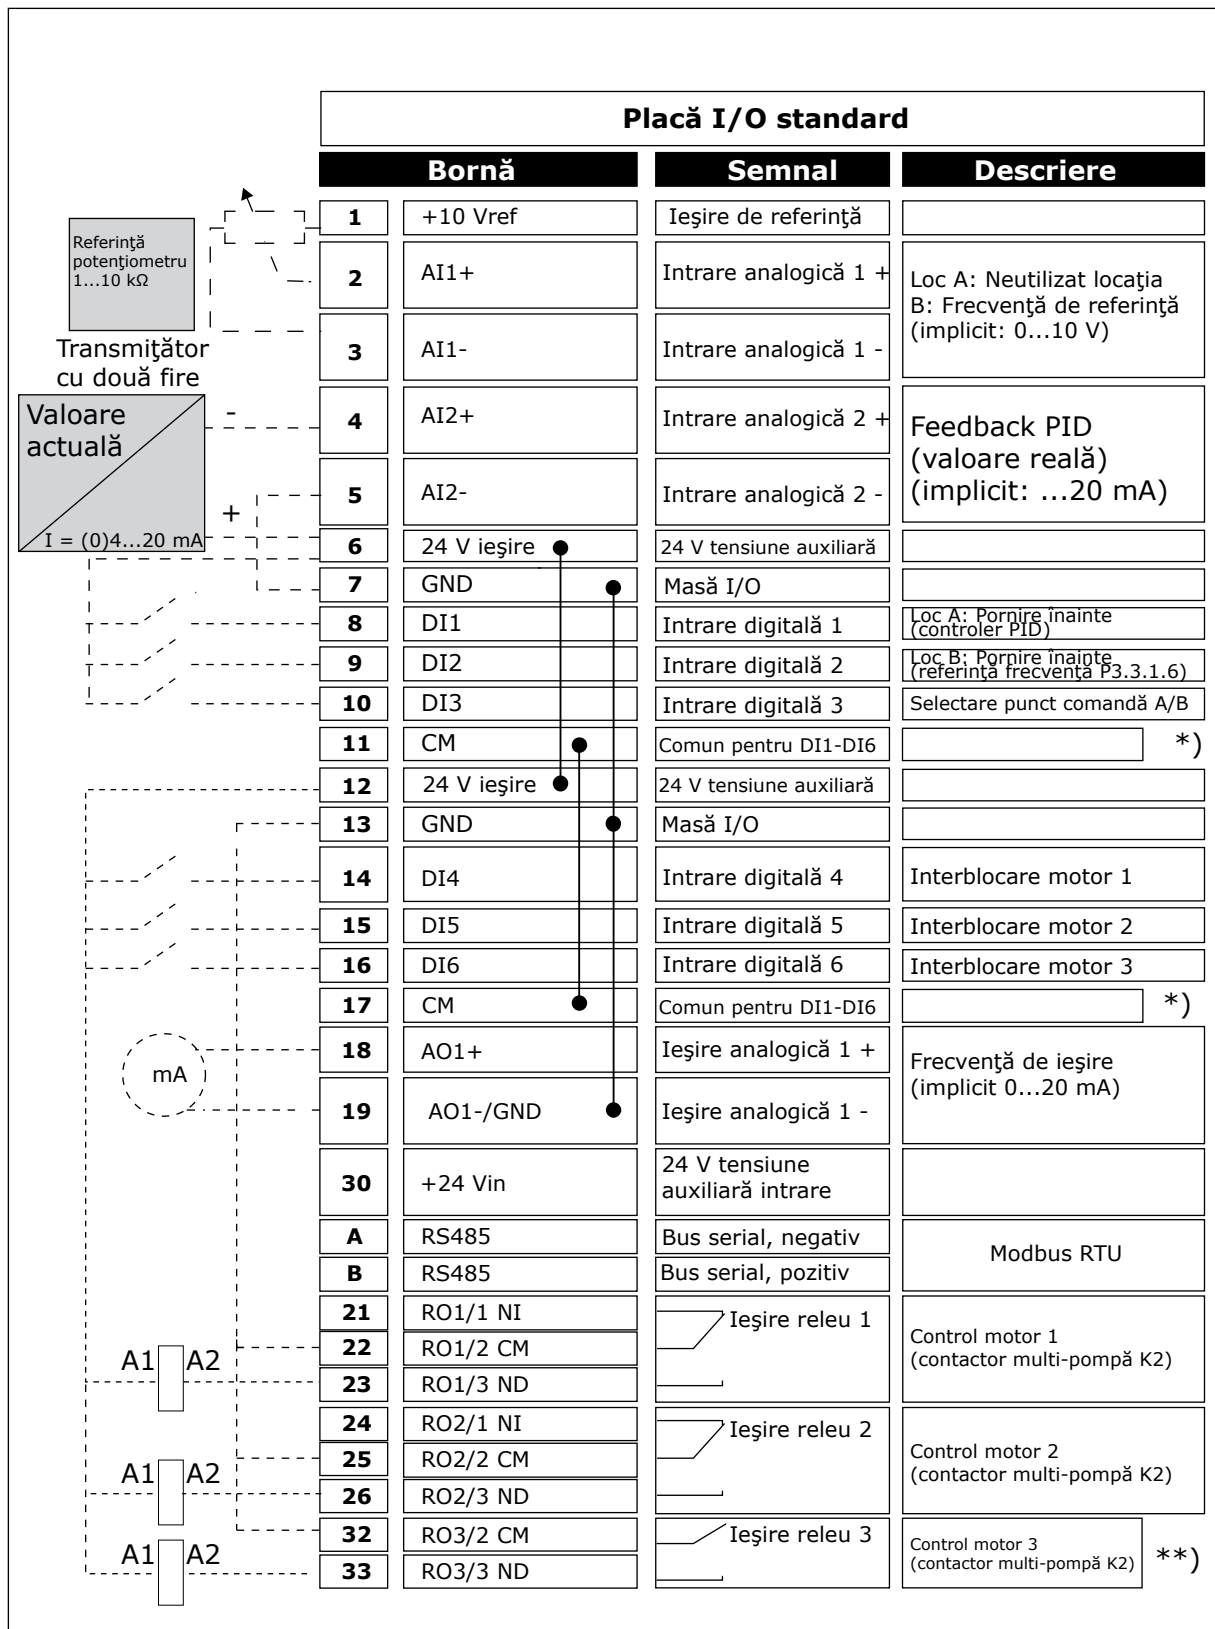 Placă I/O standard
Bornă Semnal Descriere
1 +10 Vref Ieşire de referinţă
Referinţă
potenţiometru
1...10 kΩ
2 AI1+ Intrare analogică 1 +
Loc A: Neutilizat locaţia
B: Frecvenţă de referinţă
(implicit: 0...10 V)
3 AI1- Intrare analogică 1 -
Transmiţător
cu două fire
Valoare
actuală
-
+
I = (0)4...20 mA
4 AI2+ Intrare analogică 2 +
Feedback PID
(valoare reală)
(implicit: ...20 mA)
5 AI2- Intrare analogică 2 -
6 24 V ieşire 24 V tensiune auxiliară
7 GND Masă I/O
8 DI1 Intrare digitală 1
Loc A: Pornire înainte
(controler PID)
9 DI2 Intrare digitală 2
Loc B: Pornire înainte
(referinţă frecvenţă P3.3.1.6)
10 DI3 Intrare digitală 3 Selectare punct comandă A/B
11 CM Comun pentru DI1-DI6 *)
12 24 V ieşire 24 V tensiune auxiliară
13 GND Masă I/O
14 DI4 Intrare digitală 4 Interblocare motor 1
15 DI5 Intrare digitală 5 Interblocare motor 2
16 DI6 Intrare digitală 6 Interblocare motor 3
17 CM Comun pentru DI1-DI6 *)
mA
18 AO1+ Ieşire analogică 1 +
Frecvenţă de ieşire
(implicit 0...20 mA)
19 AO1-/GND Ieşire analogică 1 -
30 +24 Vin
24 V tensiune
auxiliară intrare
A RS485 Bus serial, negativ
Modbus RTU
B RS485 Bus serial, pozitiv
21 RO1/1 NI Ieşire releu 1
22 RO1/2 CM
Control motor 1
(contactor multi-pompă K2)
A1 A2
23 RO1/3 ND
24 RO2/1 NI Ieşire releu 2
25 RO2/2 CM
Control motor 2
(contactor multi-pompă K2)
A1 A2
26 RO2/3 ND
32 RO3/2 CM Ieşire releu 3
Control motor 3
(contactor multi-pompă K2)
**)
A1 A2
33 RO3/3 ND